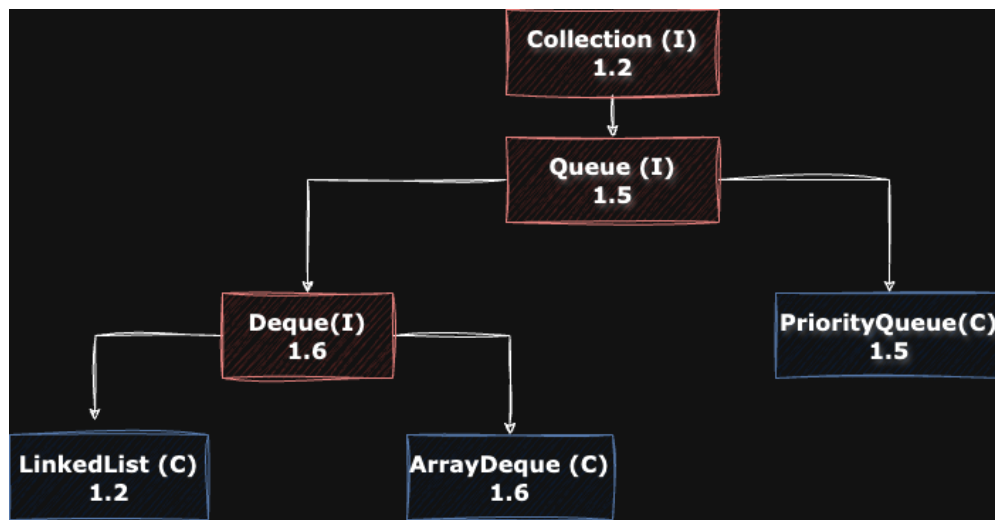 Collection (I)
1.2
Queue (I)
1.5
Deque(I)
1.6
PriorityQueue(C)
1.5
LinkedList (C)
1.2
ArrayDeque (C)
1.6